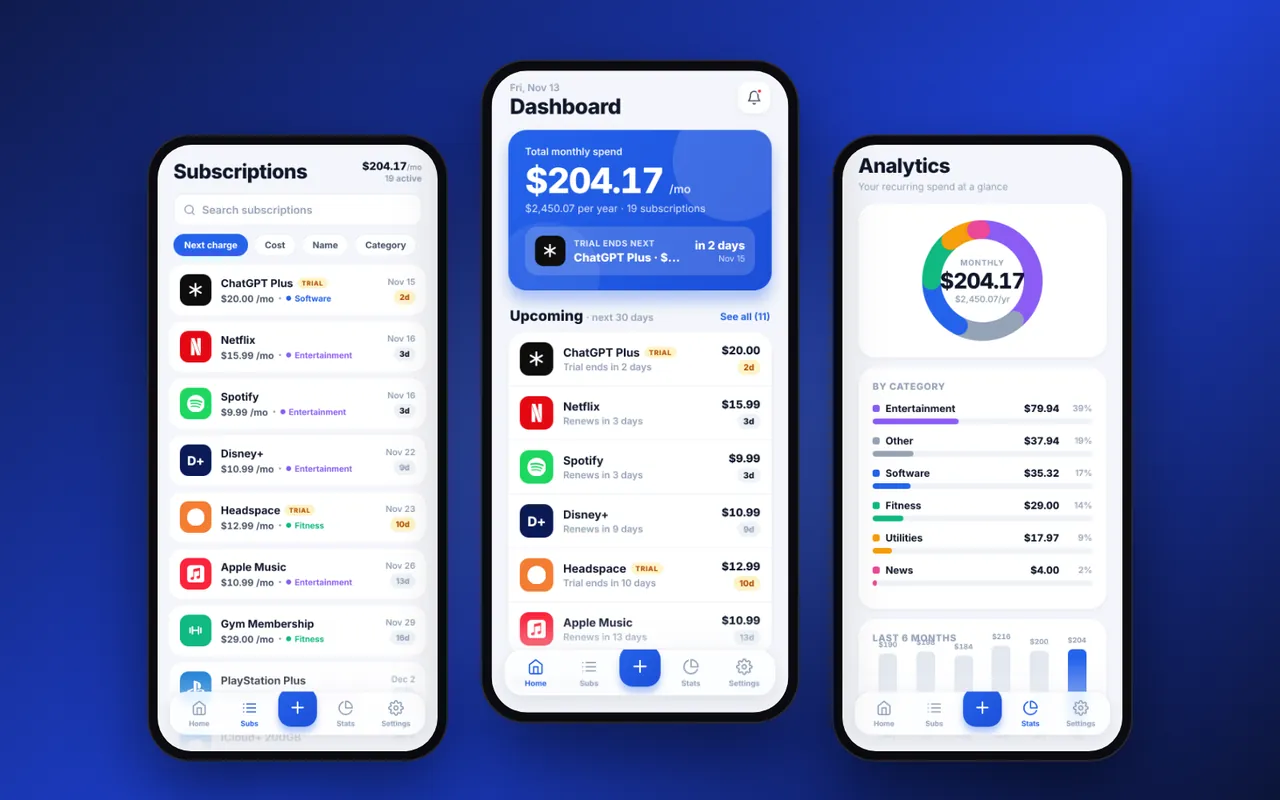 Subscriptions
$204.17/mo
19 active
Search subscriptions
Next charge Cost Name Category
ChatGPT Plus TRIAL Nov 15
$20.00 /mo • Software 2d
Netflix Nov 16
$15.99 /mo • Entertainment 3d
Spotify Nov 16
$9.99 /mo • Entertainment 3d
D+ Disney+ Nov 22
$10.99 /mo • Entertainment 9d
Headspace TRIAL Nov 23
$12.99 /mo • Fitness 10d
Apple Music Nov 26
$10.99 /mo • Entertainment 13d
Gym Membership Nov 29
$29.00 /mo • Fitness 16d
PlayStation Plus Dec 2
Home Subs + Stats Settings
iCloud+ 200GB
Fri, Nov 13
Dashboard
Total monthly spend
$204.17 /mo
$2,450.07 per year · 19 subscriptions
TRIAL ENDS NEXT in 2 days
ChatGPT Plus · $... Nov 15
Upcoming · next 30 days See all (11)
ChatGPT Plus TRIAL $20.00
Trial ends in 2 days 2d
Netflix $15.99
Renews in 3 days 3d
Spotify $9.99
Renews in 3 days 3d
D+ Disney+ $10.99
Renews in 9 days 9d
Headspace TRIAL $12.99
Trial ends in 10 days 10d
Apple Music $10.99
Renews in 13 days 13d
Home Subs + Stats Settings
Analytics
Your recurring spend at a glance
MONTHLY
$204.17
$2,450.07/yr
BY CATEGORY
Entertainment $79.94 39%
Other $37.94 19%
Software $35.32 17%
Fitness $29.00 14%
Utilities $17.97 9%
News $4.00 2%
LAST 6 MONTHS
$190 $198 $184 $216 $200 $204
Home Subs + Stats Settings